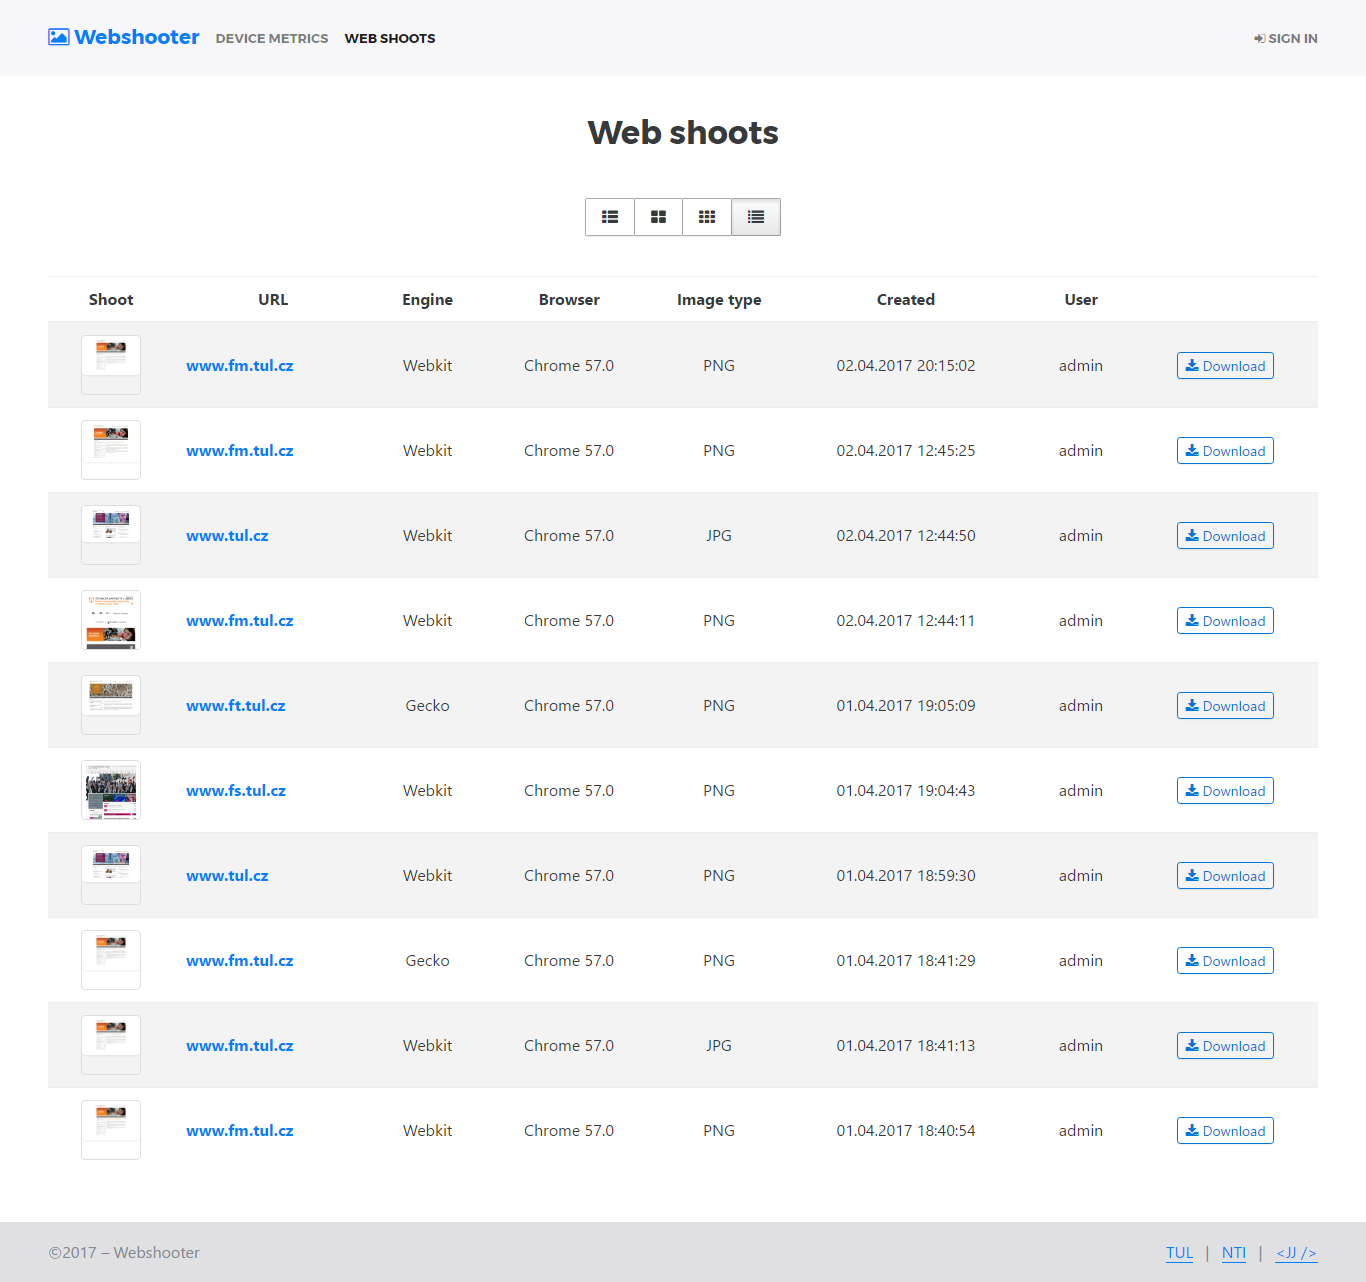 Webshooter DEVICE METRICS WEB SHOOTS SIGN IN
Web shoots
Shoot URL Engine Browser Image type Created User
www.fm.tul.cz Webkit Chrome 57.0 PNG 02.04.2017 20:15:02 admin Download
www.fm.tul.cz Webkit Chrome 57.0 PNG 02.04.2017 12:45:25 admin Download
www.tul.cz Webkit Chrome 57.0 JPG 02.04.2017 12:44:50 admin Download
www.fm.tul.cz Webkit Chrome 57.0 PNG 02.04.2017 12:44:11 admin Download
www.ft.tul.cz Gecko Chrome 57.0 PNG 01.04.2017 19:05:09 admin Download
www.fs.tul.cz Webkit Chrome 57.0 PNG 01.04.2017 19:04:43 admin Download
www.tul.cz Webkit Chrome 57.0 PNG 01.04.2017 18:59:30 admin Download
www.fm.tul.cz Gecko Chrome 57.0 PNG 01.04.2017 18:41:29 admin Download
www.fm.tul.cz Webkit Chrome 57.0 JPG 01.04.2017 18:41:13 admin Download
www.fm.tul.cz Webkit Chrome 57.0 PNG 01.04.2017 18:40:54 admin Download
©2017 – Webshooter TUL | NTI | <JJ />